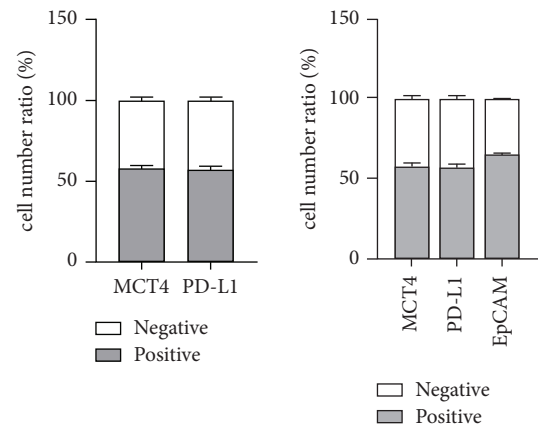 cell number ratio (%)
150
100
50
0
MCT4 PD-L1
Negative
Positive
cell number ratio (%)
150
100
50
0
MCT4
PD-L1
EpCAM
Negative
Positive